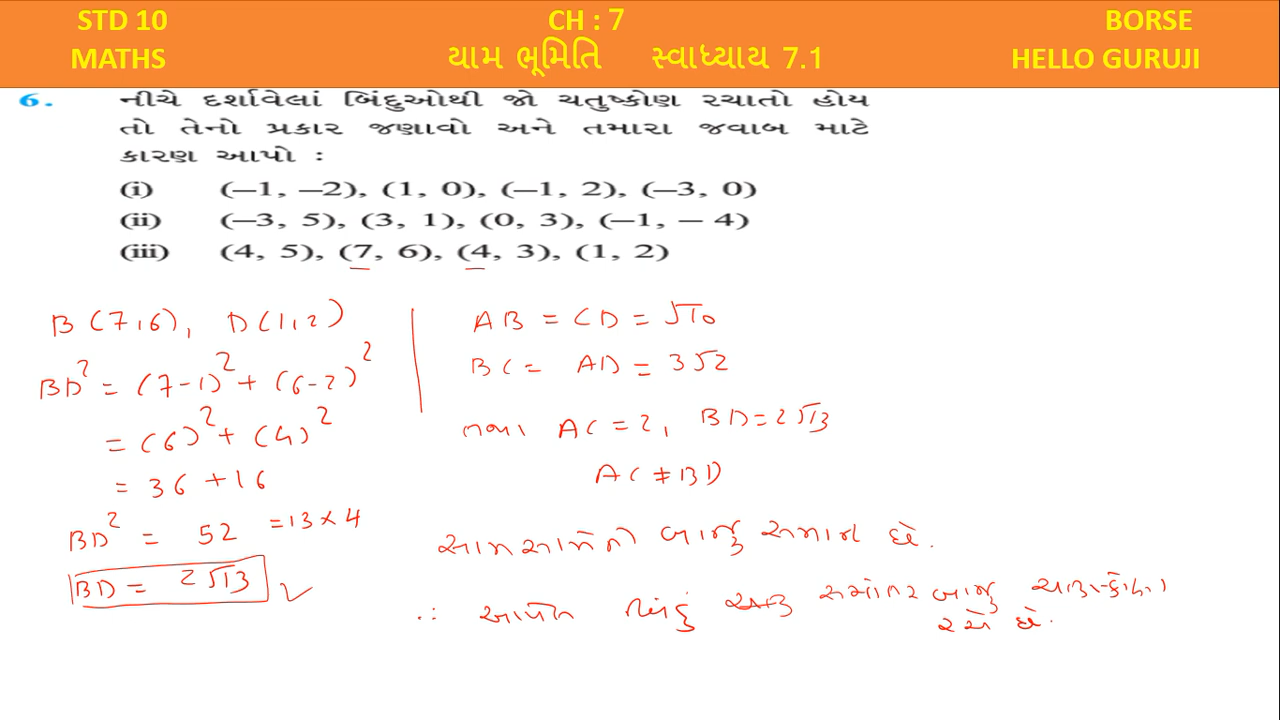 STD 10 CH : 7 BORSE
MATHS યામ ભૂમિતિ સ્વાધ્યાય 7.1 HELLO GURUJI
6. નીચે દર્શાવેલાં બિંદુઓથી જો ચતુષ્કોણ રચાતો હોય
તો તેનો પ્રકાર જણાવો અને તમારા જવાબ માટે
કારણ આપો :
(i) (–1, –2), (1, 0), (–1, 2), (–3, 0)
(ii) (–3, 5), (3, 1), (0, 3), (–1, – 4)
(iii) (4, 5), (7, 6), (4, 3), (1, 2)
B (7,6), D(1,2)
BD² = (7-1)² + (6-2)²
= (6)² + (4)²
= 36 + 16
BD² = 52 = 13 × 4
BD = 2√13
AB = CD = √10
BC = AD = 3√2
તથા AC = 2, BD = 2√13
AC ≠ BD
સામસામેની બાજુ સમાન છે.
∴ આપેલ બિંદુ સમાંતર બાજુ ચતુષ્કોણ
રચે છે.